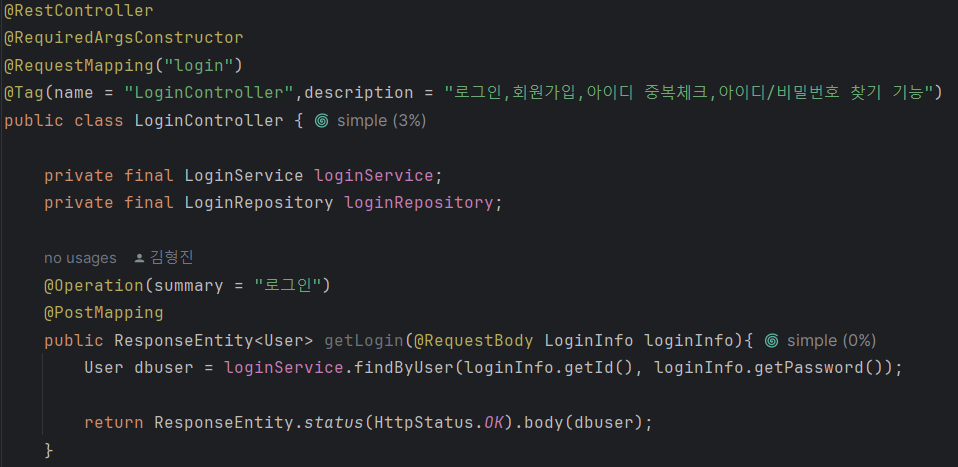 @RestController
@RequiredArgsConstructor
@RequestMapping("login")
@Tag(name = "LoginController",description = "로그인,회원가입,아이디 중복체크,아이디/비밀번호 찾기 기능")
public class LoginController { simple (3%)
private final LoginService loginService;
private final LoginRepository loginRepository;
no usages 김형진
@Operation(summary = "로그인")
@PostMapping
public ResponseEntity<User> getLogin(@RequestBody LoginInfo loginInfo){ simple (0%)
User dbuser = loginService.findByUser(loginInfo.getId(), loginInfo.getPassword());
return ResponseEntity.status(HttpStatus.OK).body(dbuser);
}